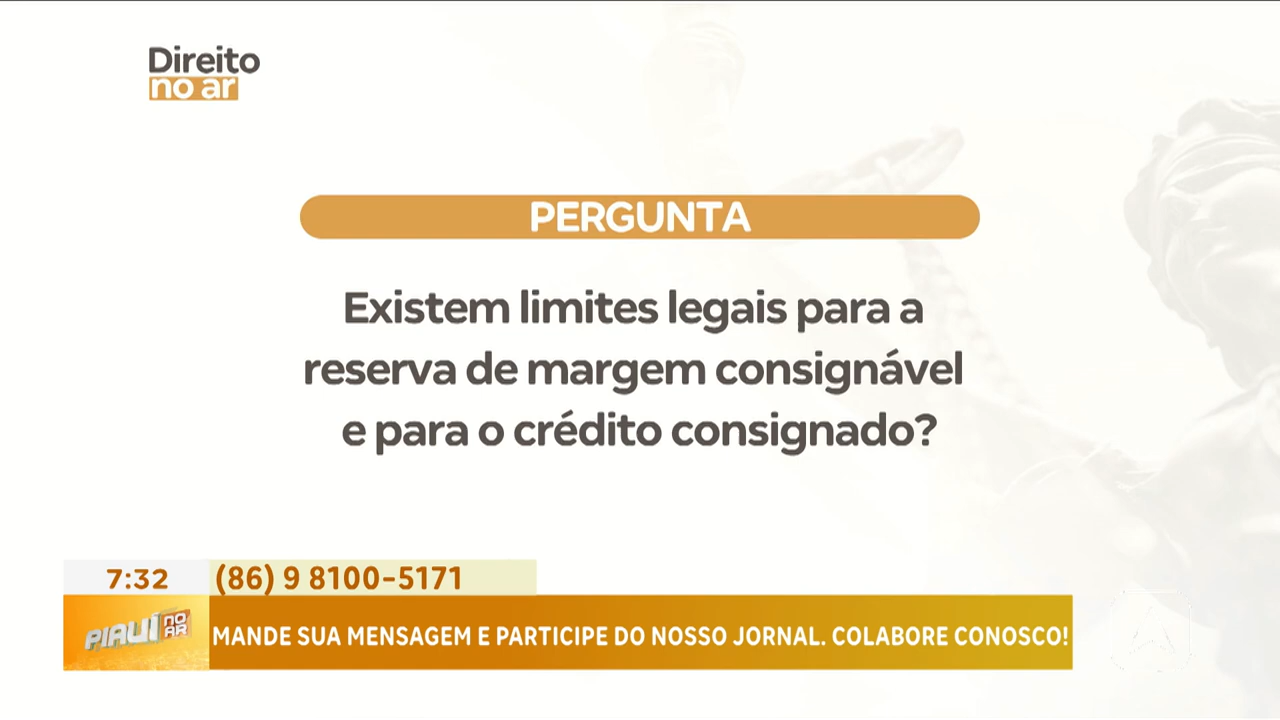 Direito
no ar
PERGUNTA
Existem limites legais para a
reserva de margem consignável
e para o crédito consignado?
7:32 (86) 9 8100-5171
PIAUÍ NO AR
MANDE SUA MENSAGEM E PARTICIPE DO NOSSO JORNAL. COLABORE CONOSCO!